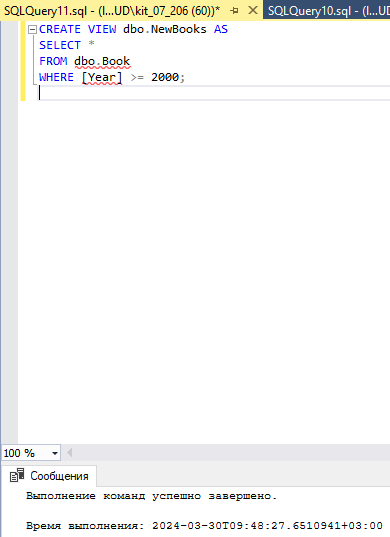 SQLQuery11.sql - (l...UD\kit_07_206 (60))*
SQLQuery10.sql - (l...U
CREATE VIEW dbo.NewBooks AS
SELECT *
FROM dbo.Book
WHERE [Year] >= 2000;
100 %
Сообщения
Выполнение команд успешно завершено.
Время выполнения: 2024-03-30T09:48:27.6510941+03:00